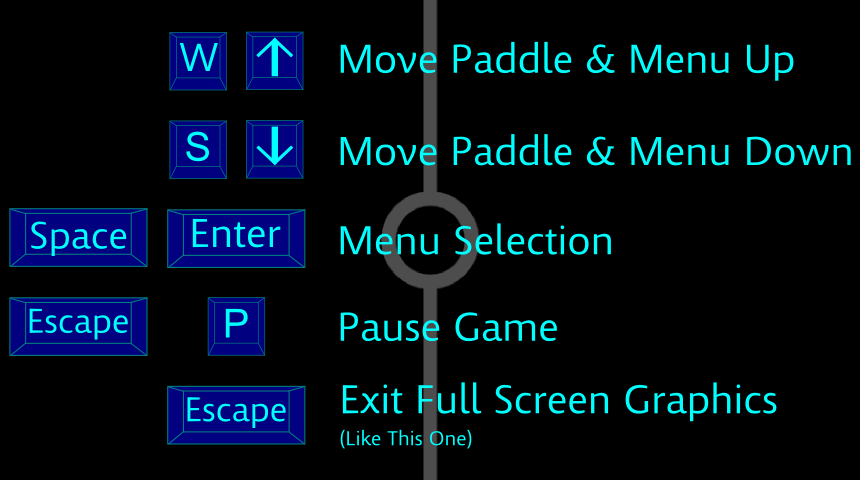 W ↑ Move Paddle & Menu Up
S ↓ Move Paddle & Menu Down
Space Enter Menu Selection
Escape P Pause Game
Escape Exit Full Screen Graphics
(Like This One)